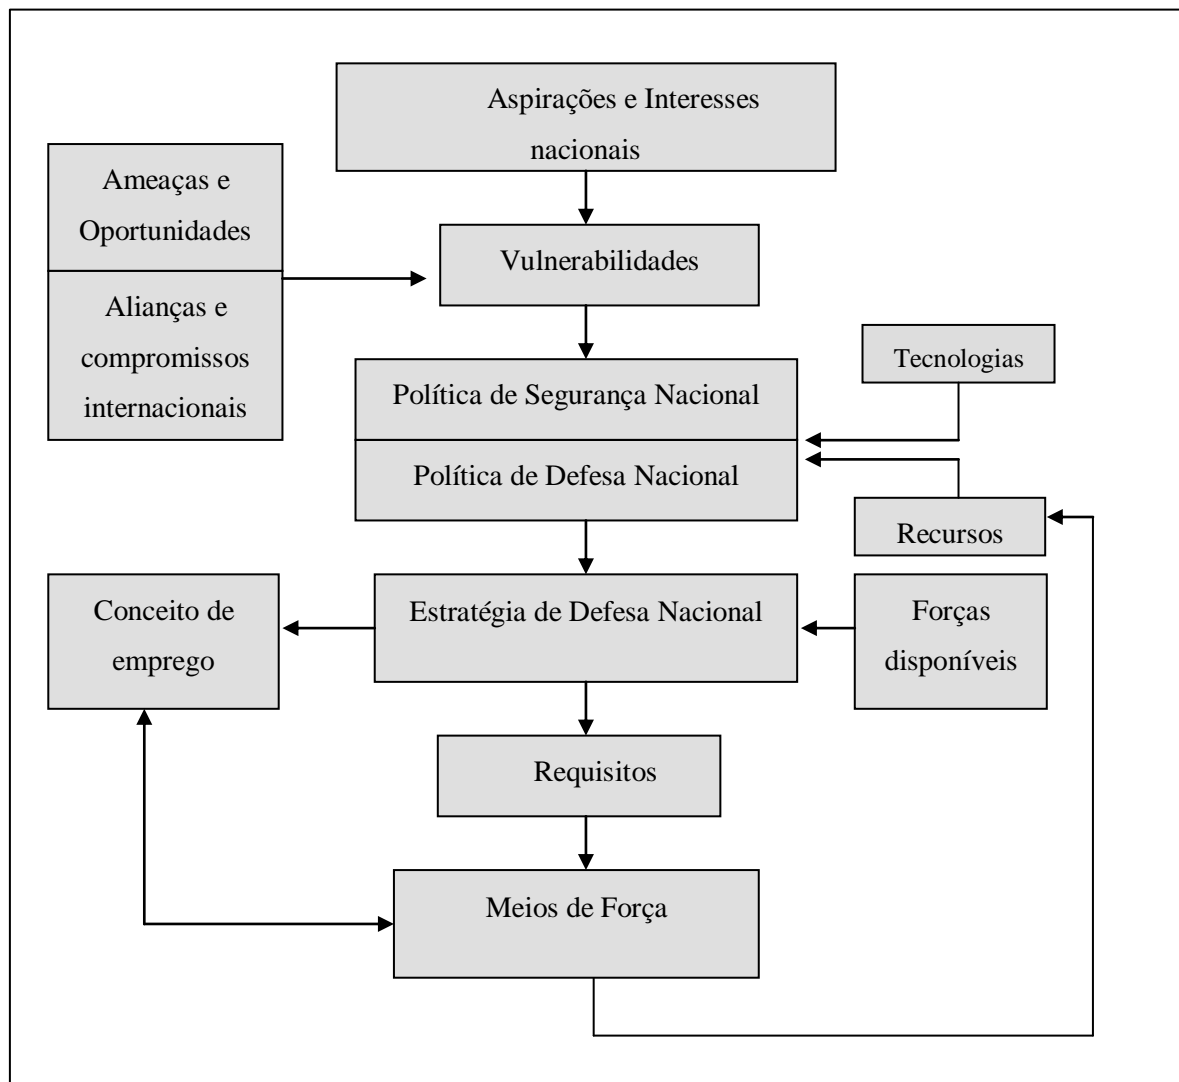 Aspirações e Interesses
nacionais
Ameaças e
Oportunidades
Alianças e
compromissos
internacionais
Vulnerabilidades
Política de Segurança Nacional
Política de Defesa Nacional
Tecnologias
Recursos
Conceito de
emprego
Estratégia de Defesa Nacional
Forças
disponíveis
Requisitos
Meios de Força